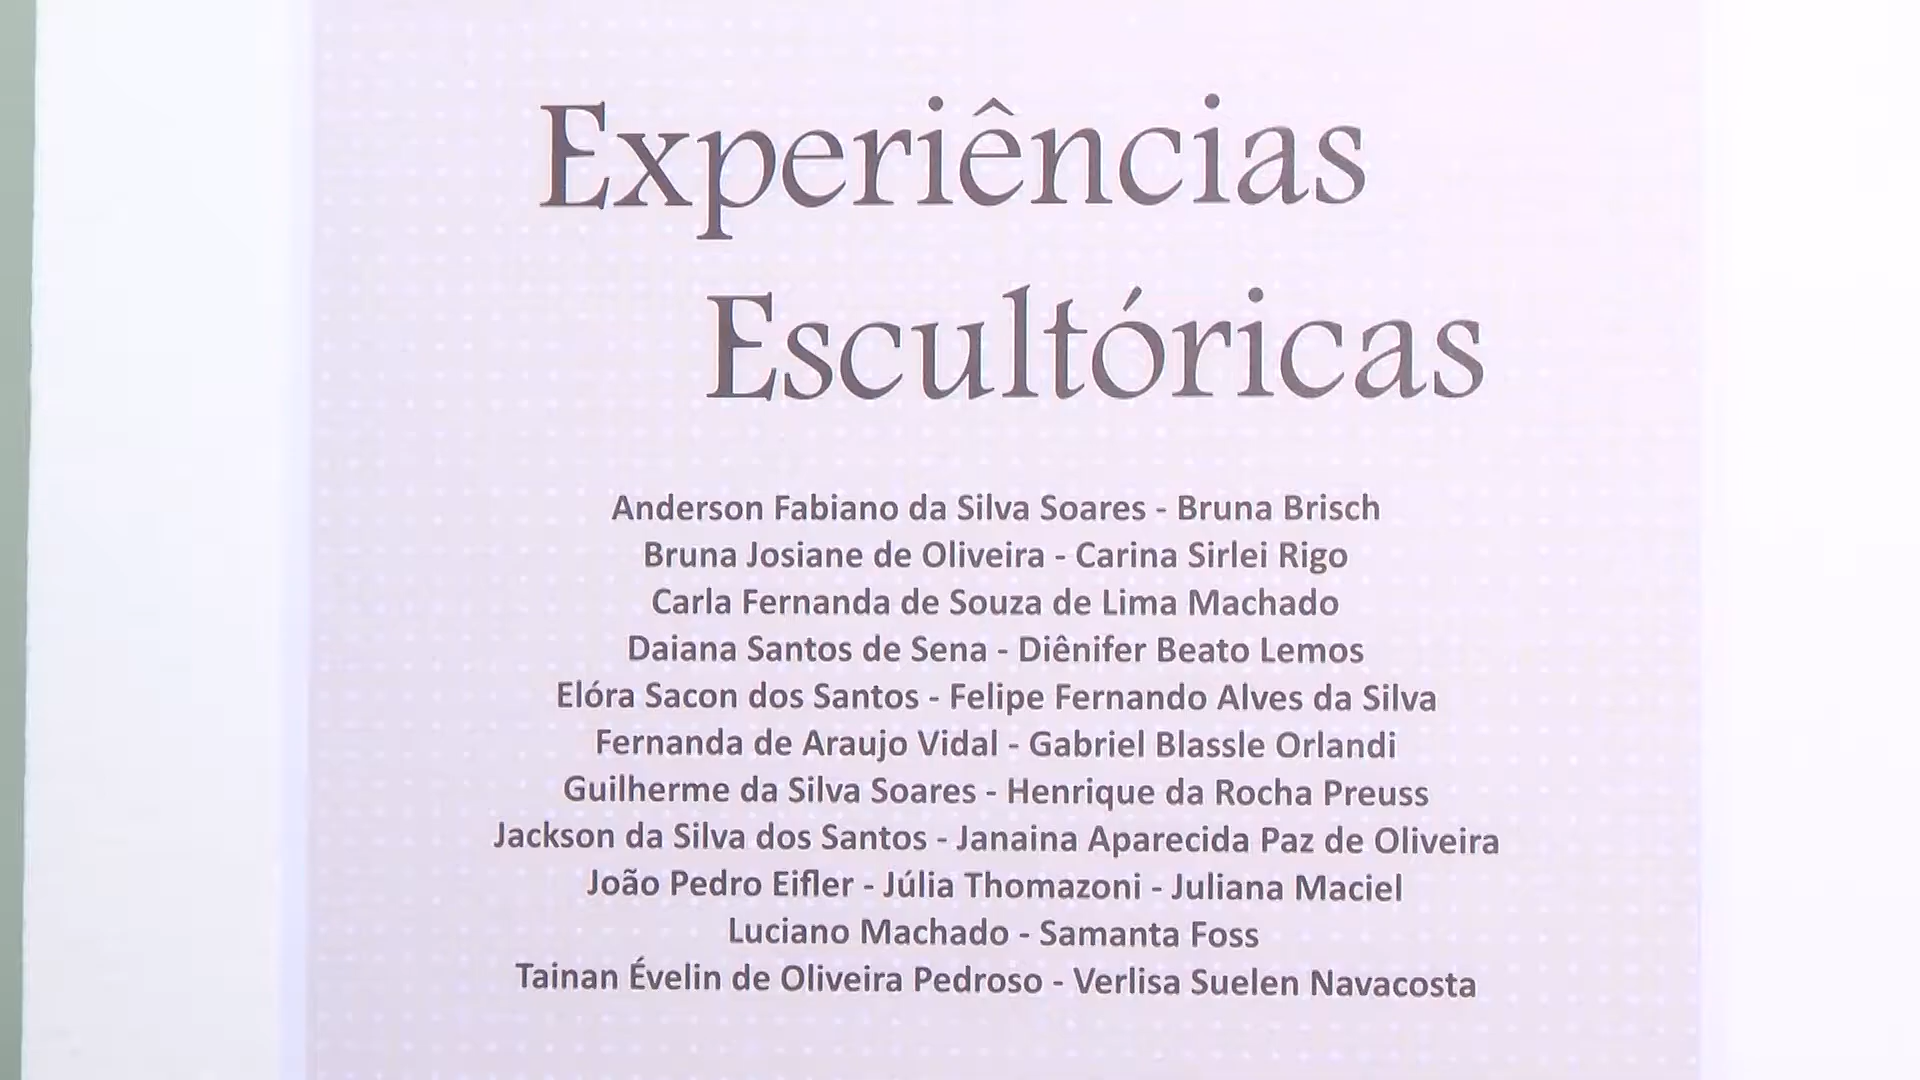 Experiências
Escultóricas
Anderson Fabiano da Silva Soares - Bruna Brisch
Bruna Josiane de Oliveira - Carina Sirlei Rigo
Carla Fernanda de Souza de Lima Machado
Daiana Santos de Sena - Diênifer Beato Lemos
Elóra Sacon dos Santos - Felipe Fernando Alves da Silva
Fernanda de Araujo Vidal - Gabriel Blassle Orlandi
Guilherme da Silva Soares - Henrique da Rocha Preuss
Jackson da Silva dos Santos - Janaina Aparecida Paz de Oliveira
João Pedro Eifler - Júlia Thomazoni - Juliana Maciel
Luciano Machado - Samanta Foss
Tainan Évelin de Oliveira Pedroso - Verlisa Suelen Navacosta